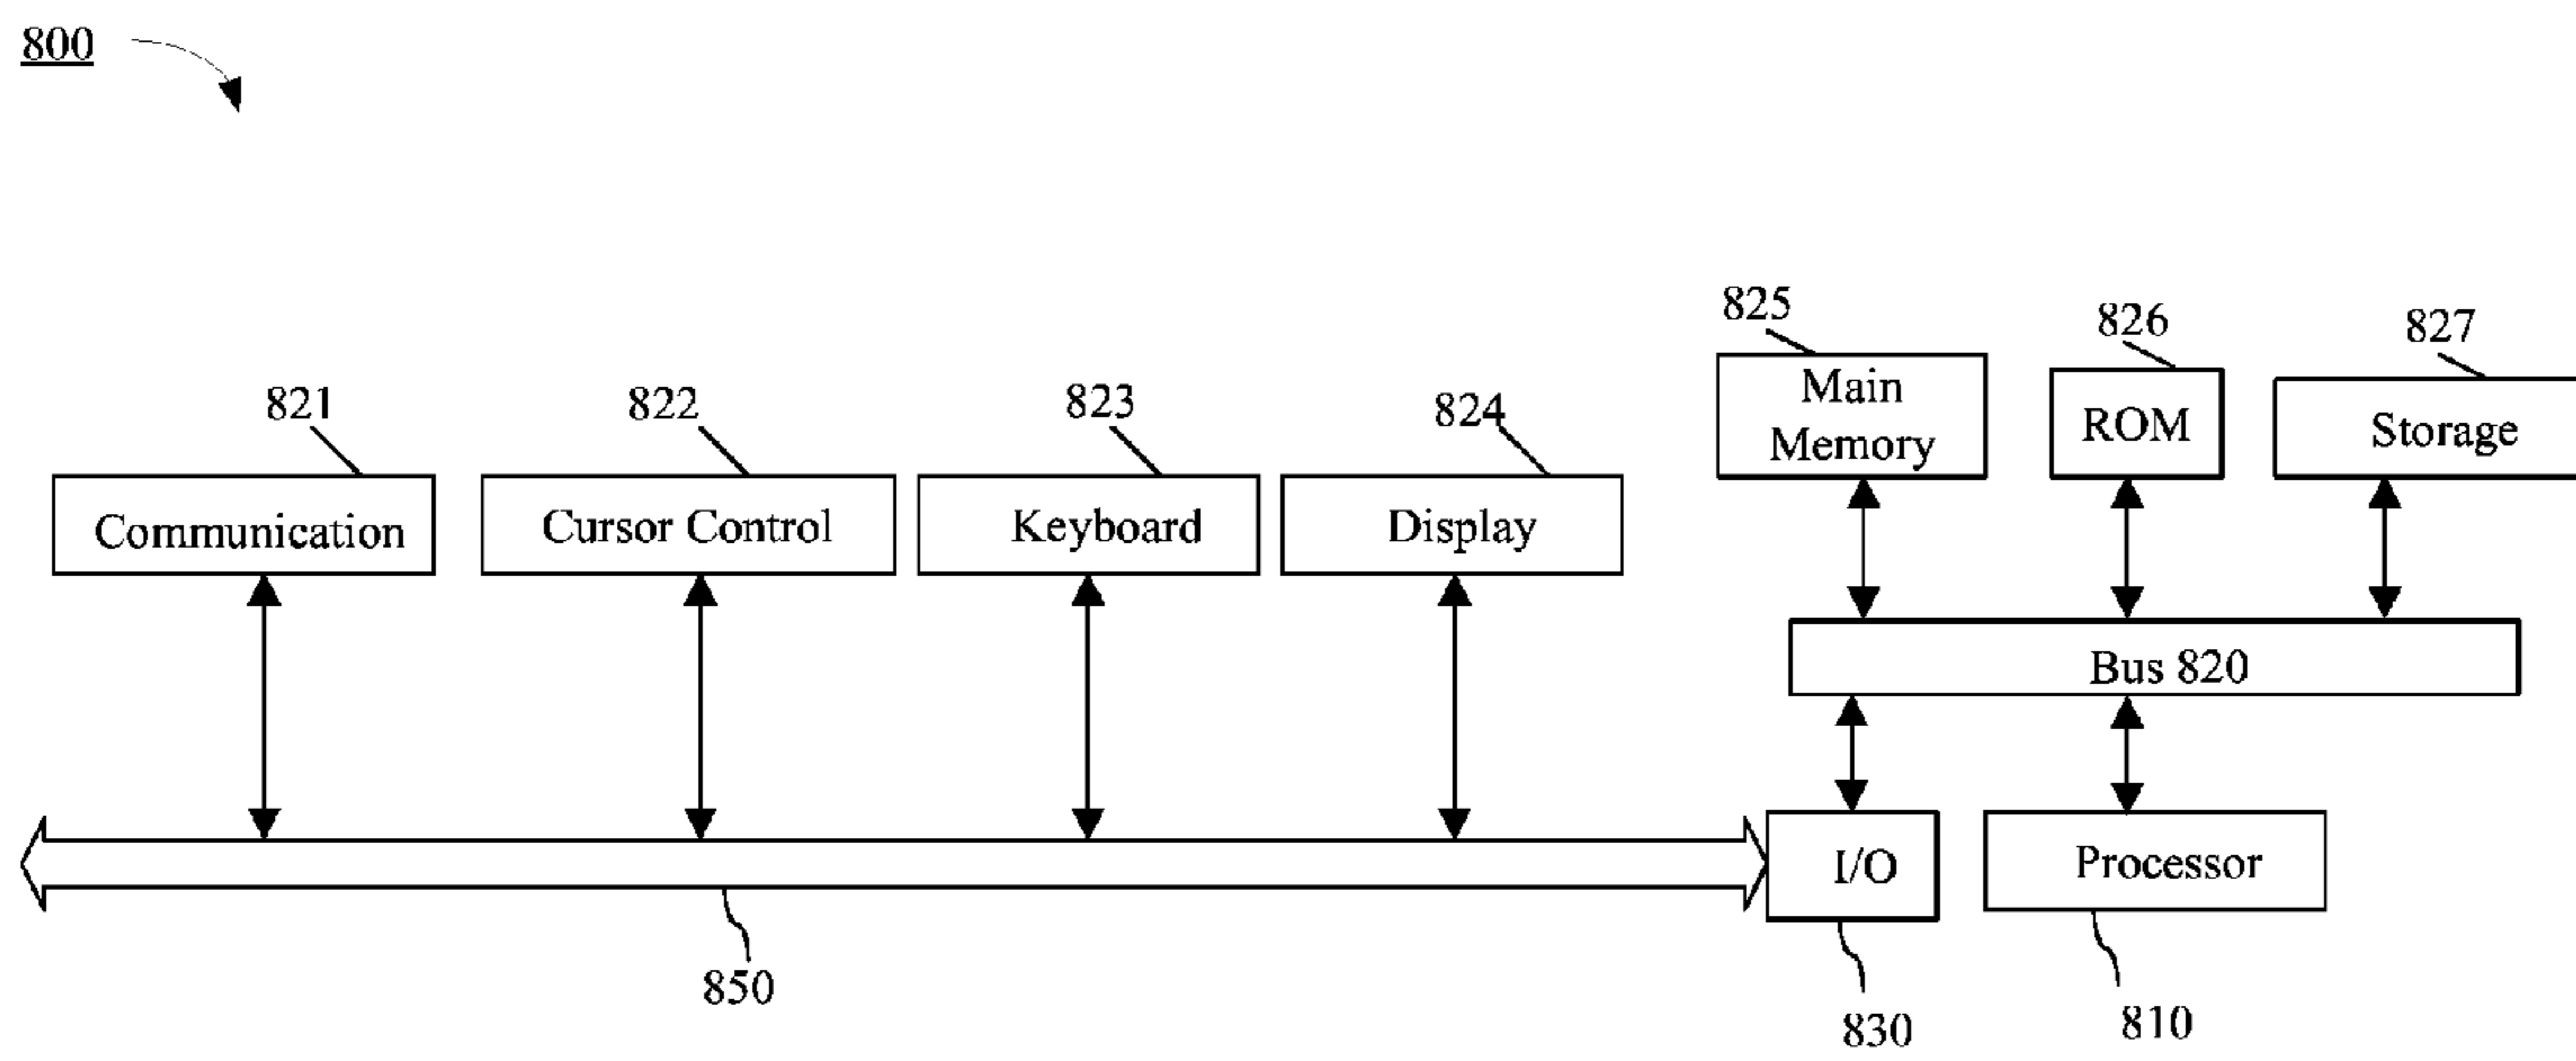 800
825
826
827
Main
Memory
ROM
Storage
821
822
823
824
Communication
Cursor Control
Keyboard
Display
Bus 820
I/O
Processor
850
830
810